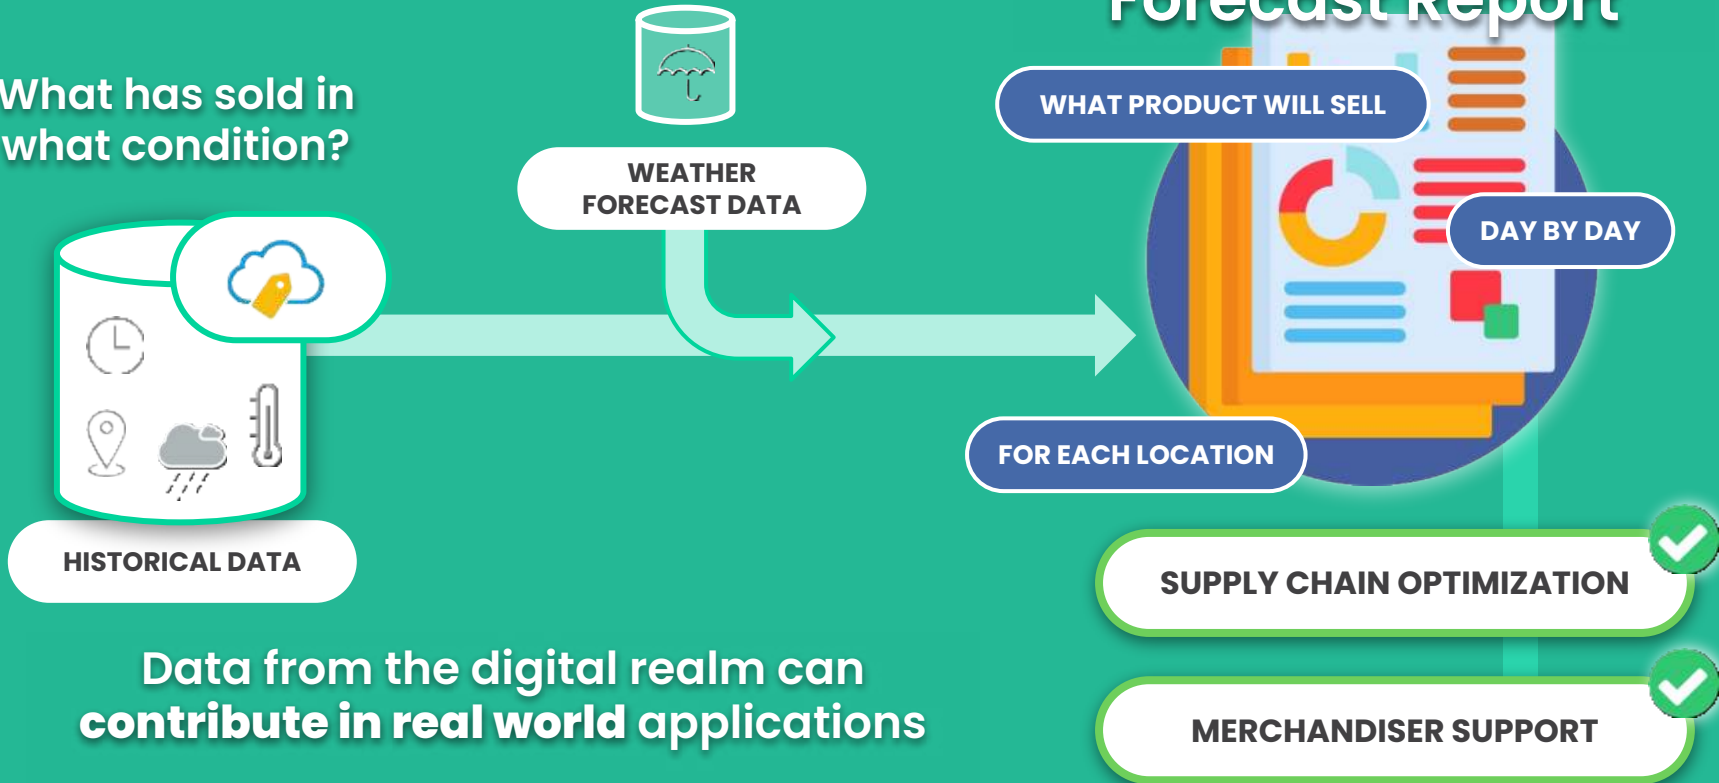 Forecast Report
What has sold in
what condition?
WHAT PRODUCT WILL SELL
WEATHER
FORECAST DATA
DAY BY DAY
FOR EACH LOCATION
HISTORICAL DATA
SUPPLY CHAIN OPTIMIZATION
Data from the digital realm can
contribute in real world applications
MERCHANDISER SUPPORT